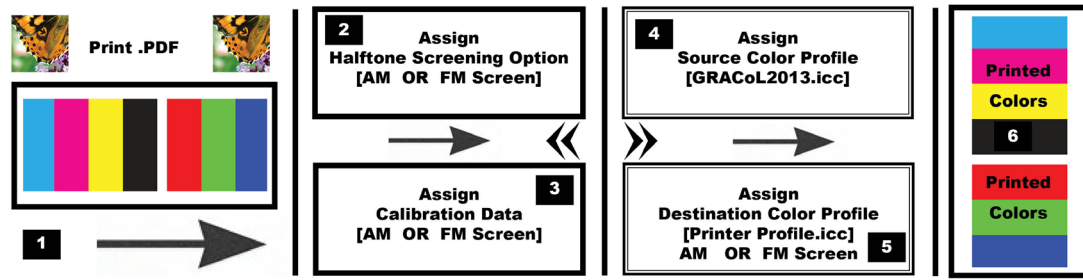 Print .PDF
1
2
Assign
Halftone Screening Option
[AM OR FM Screen]
3
Assign
Calibration Data
[AM OR FM Screen]
4
Assign
Source Color Profile
[GRACoL2013.icc]
Assign
Destination Color Profile
[Printer Profile.icc]
AM OR FM Screen
5
Printed
Colors
6
Printed
Colors